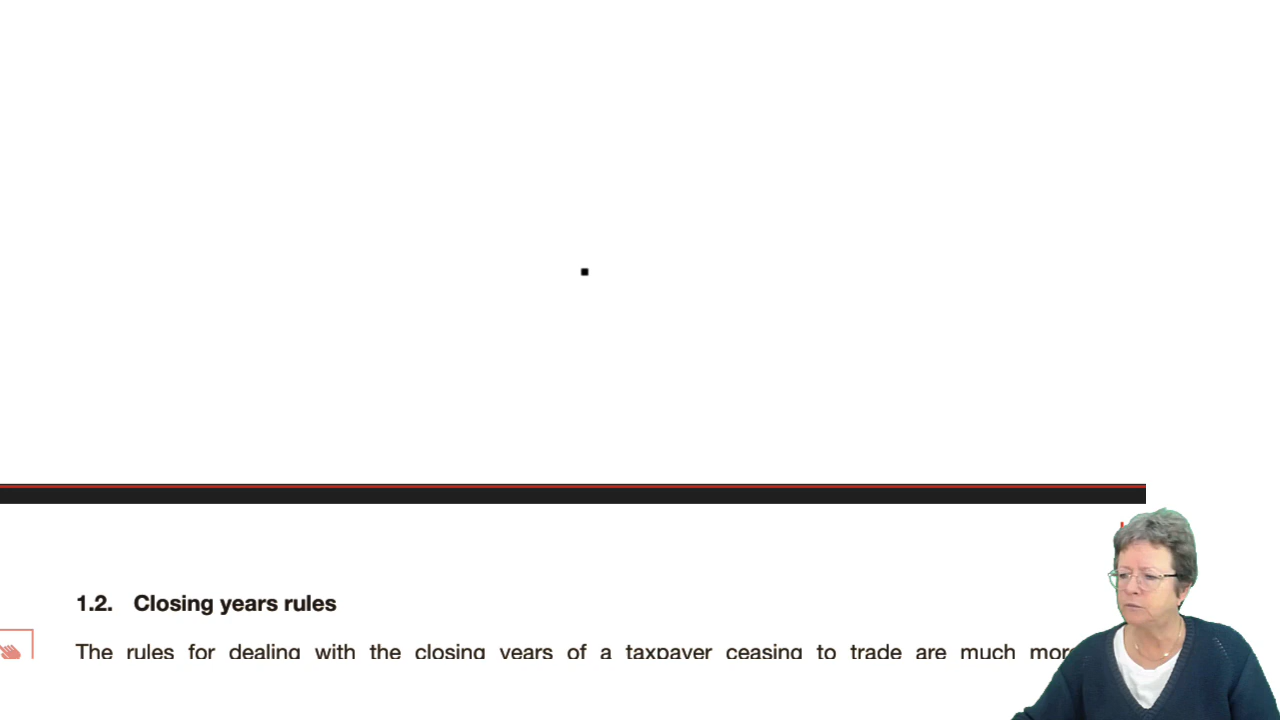 1.2. Closing years rules
The rules for dealing with the closing years of a taxpayer ceasing to trade are much more